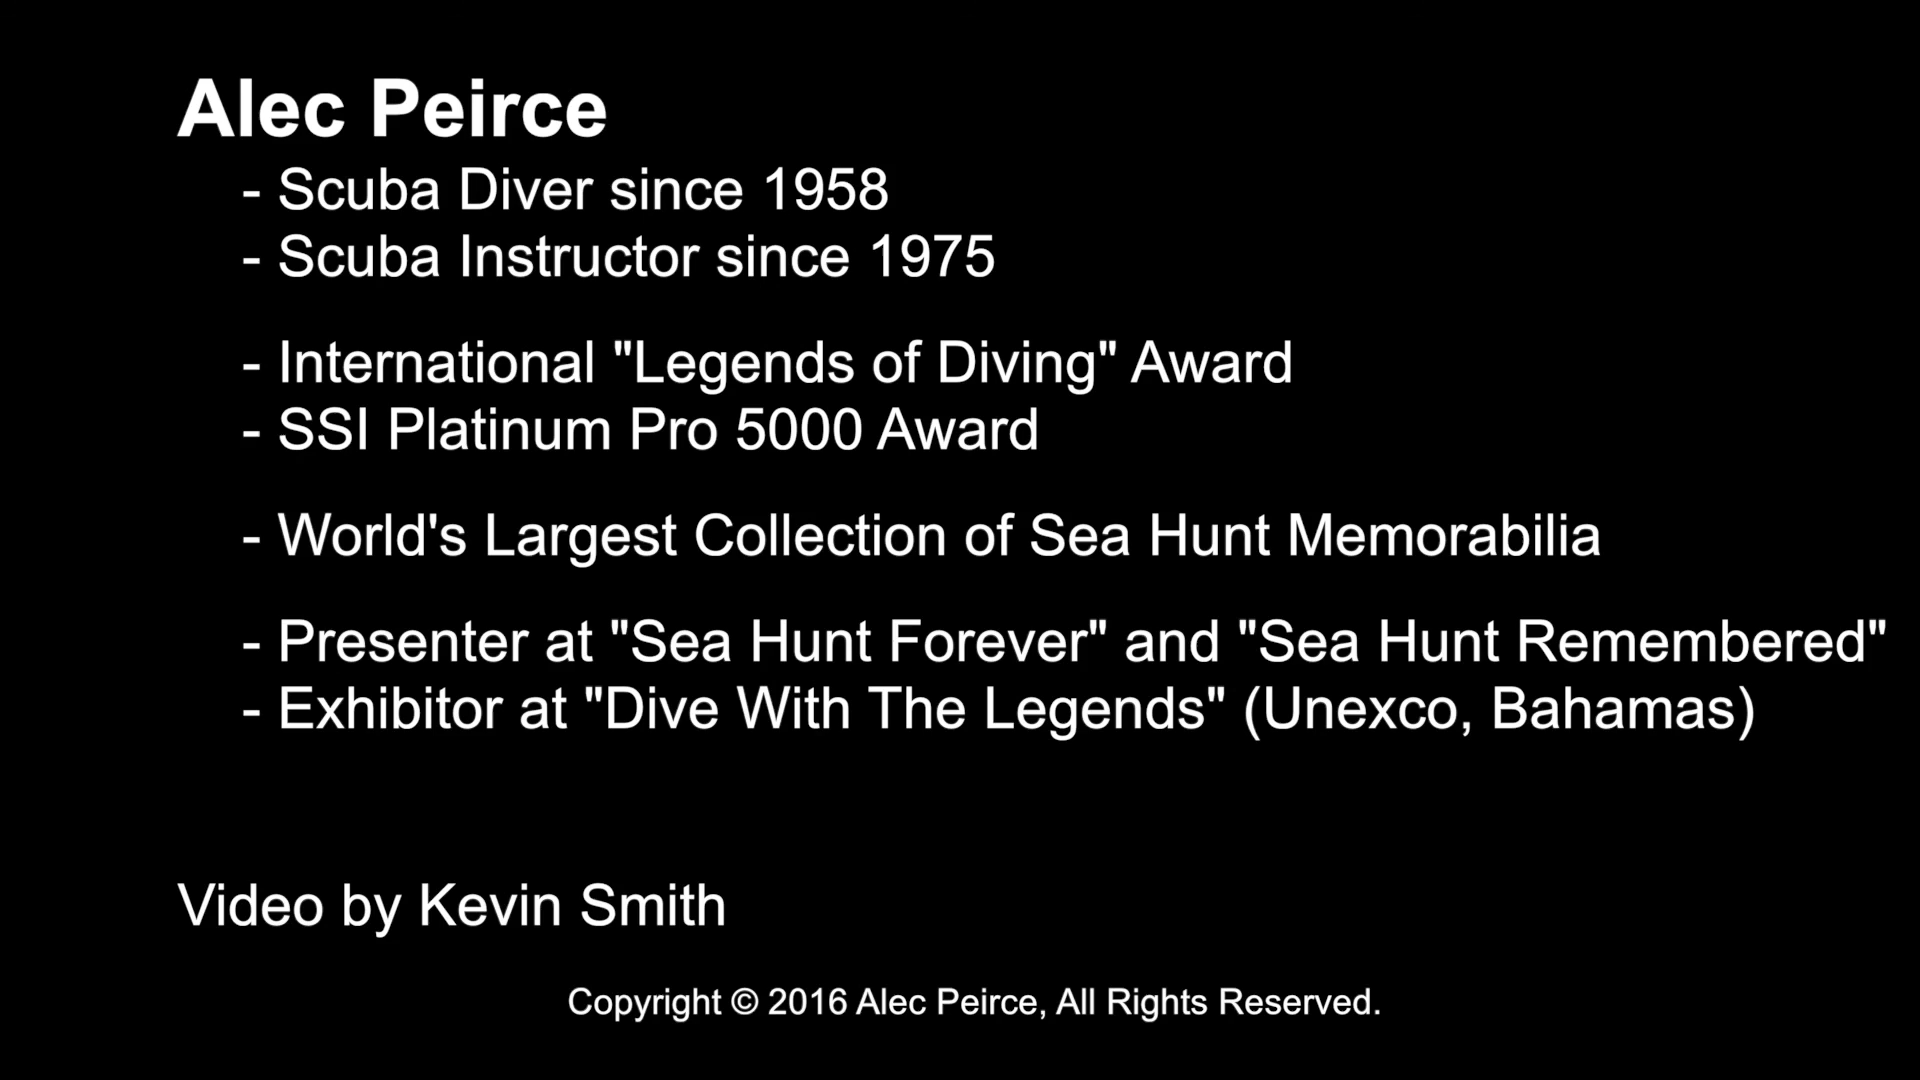 Alec Peirce
- Scuba Diver since 1958
- Scuba Instructor since 1975
- International "Legends of Diving" Award
- SSI Platinum Pro 5000 Award
- World's Largest Collection of Sea Hunt Memorabilia
- Presenter at "Sea Hunt Forever" and "Sea Hunt Remembered"
- Exhibitor at "Dive With The Legends" (Unexco, Bahamas)
Video by Kevin Smith
Copyright © 2016 Alec Peirce, All Rights Reserved.